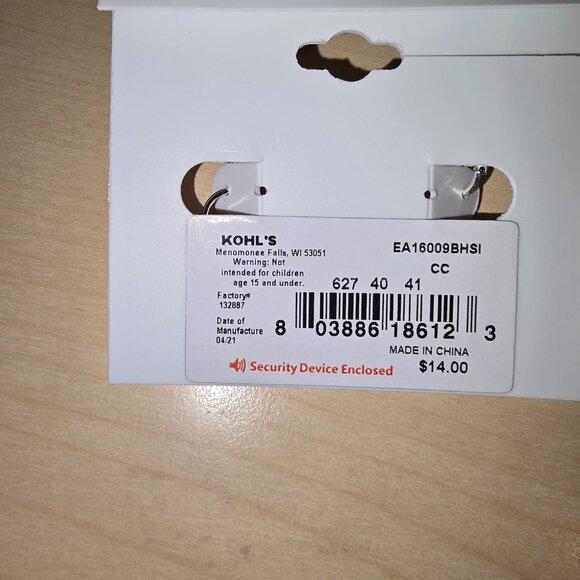 KOHL'S
Menomonee Falls, WI 53051
Warning: Not
intended for children
age 15 and under.
Factory#
132887
Date of
Manufacture
04/21
EA16009BHSI
CC
627 40 41
8 03886 18612 3
MADE IN CHINA
$14.00
Security Device Enclosed